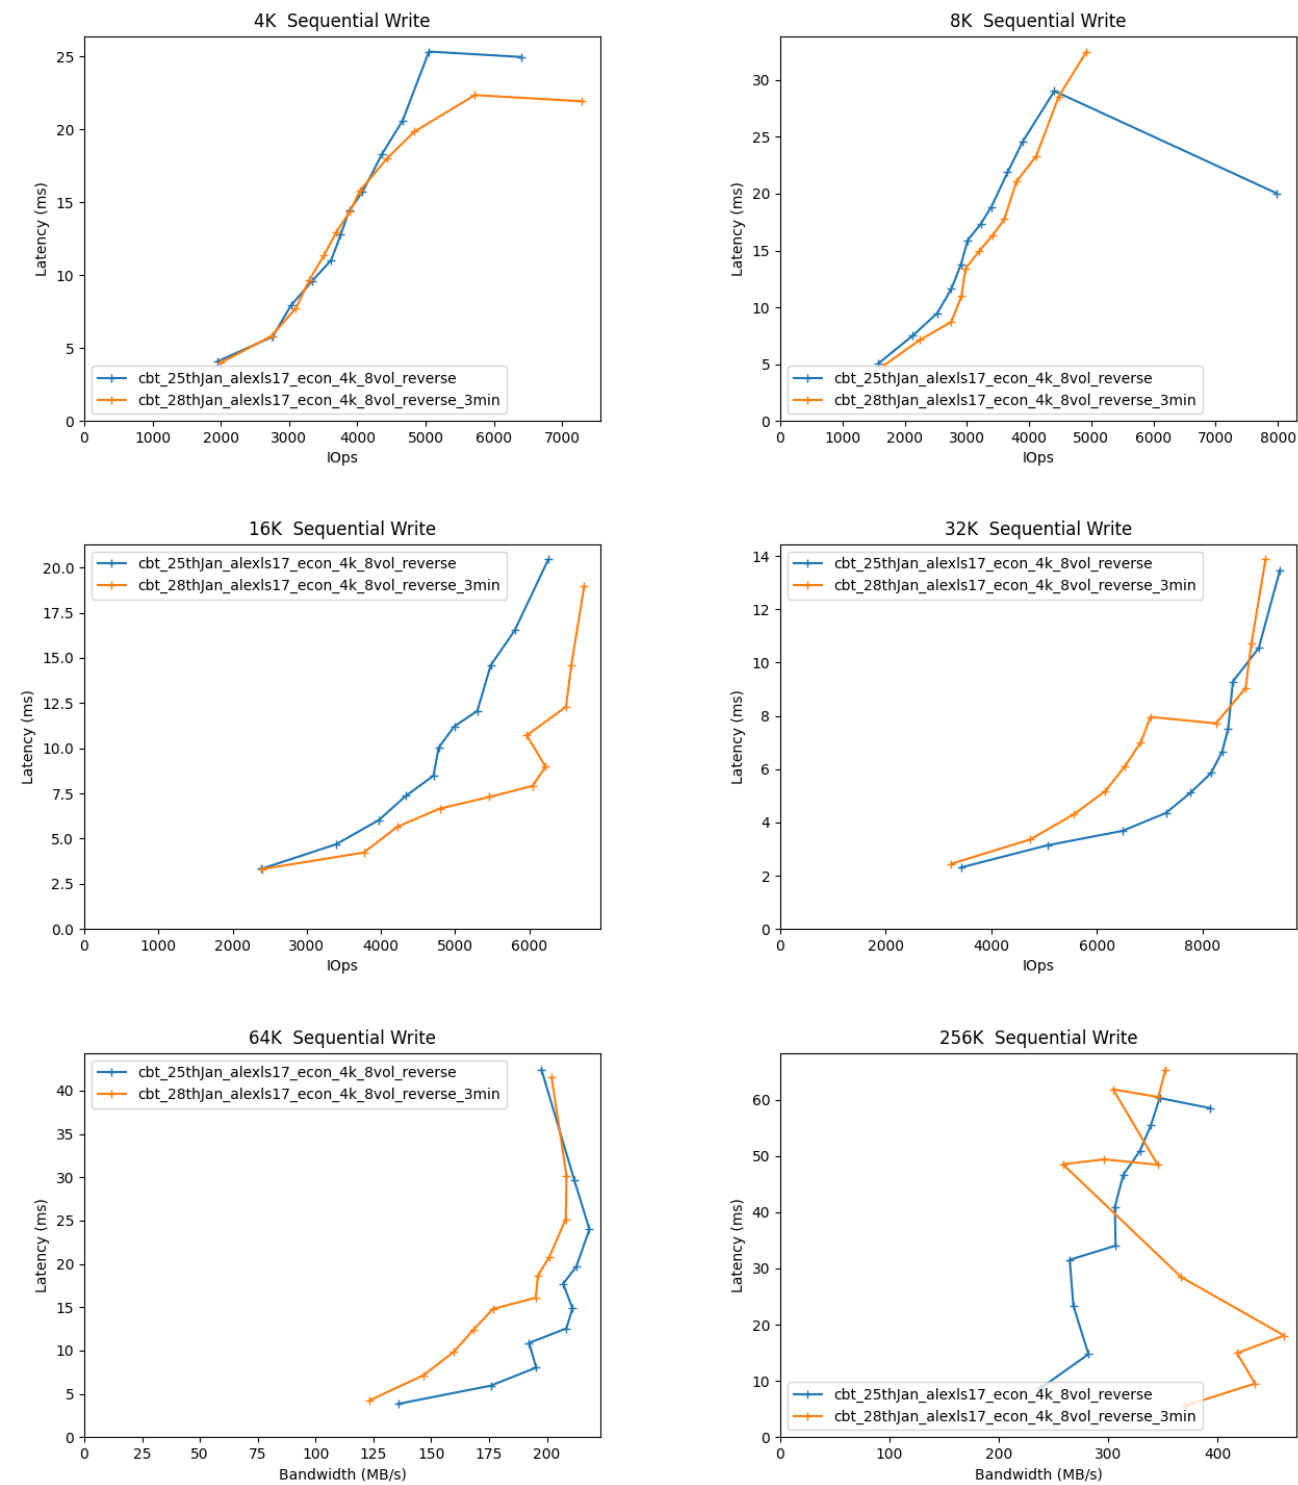 4K  Sequential Write
25
20
15
10
5
0
Latency (ms)
cbt_25thJan_alexls17_econ_4k_8vol_reverse
cbt_28thJan_alexls17_econ_4k_8vol_reverse_3min
0 1000 2000 3000 4000 5000 6000 7000
IOps
8K  Sequential Write
30
25
20
15
10
5
0
Latency (ms)
cbt_25thJan_alexls17_econ_4k_8vol_reverse
cbt_28thJan_alexls17_econ_4k_8vol_reverse_3min
0 1000 2000 3000 4000 5000 6000 7000 8000
IOps
16K  Sequential Write
cbt_25thJan_alexls17_econ_4k_8vol_reverse
cbt_28thJan_alexls17_econ_4k_8vol_reverse_3min
20.0
17.5
15.0
12.5
10.0
7.5
5.0
2.5
0.0
Latency (ms)
0 1000 2000 3000 4000 5000 6000
IOps
32K  Sequential Write
cbt_25thJan_alexls17_econ_4k_8vol_reverse
cbt_28thJan_alexls17_econ_4k_8vol_reverse_3min
14
12
10
8
6
4
2
0
Latency (ms)
0 2000 4000 6000 8000
IOps
64K  Sequential Write
cbt_25thJan_alexls17_econ_4k_8vol_reverse
cbt_28thJan_alexls17_econ_4k_8vol_reverse_3min
40
35
30
25
20
15
10
5
0
Latency (ms)
0 25 50 75 100 125 150 175 200
Bandwidth (MB/s)
256K  Sequential Write
60
50
40
30
20
10
0
Latency (ms)
cbt_25thJan_alexls17_econ_4k_8vol_reverse
cbt_28thJan_alexls17_econ_4k_8vol_reverse_3min
0 100 200 300 400
Bandwidth (MB/s)